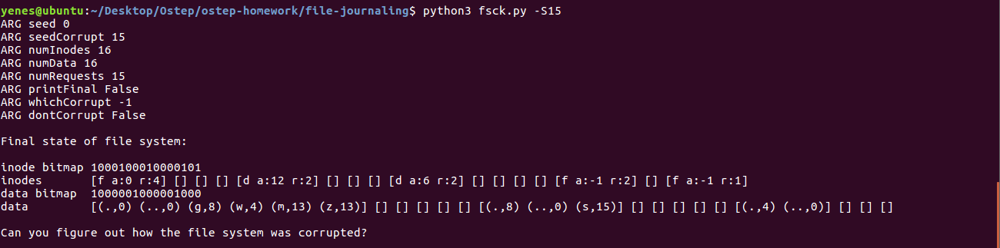 yenes@ubuntu:~/Desktop/Ostep/ostep-homework/file-journaling$ python3 fsck.py -S15
ARG seed 0
ARG seedCorrupt 15
ARG numInodes 16
ARG numData 16
ARG numRequests 15
ARG printFinal False
ARG whichCorrupt -1
ARG dontCorrupt False
Final state of file system:
inode bitmap 1000100010000101
inodes [f a:0 r:4] [] [] [] [d a:12 r:2] [] [] [] [d a:6 r:2] [] [] [] [] [f a:-1 r:2] [] [f a:-1 r:1]
data bitmap 1000001000001000
data [(.,0) (..,0) (g,8) (w,4) (m,13) (z,13)] [] [] [] [] [] [(.,8) (..,0) (s,15)] [] [] [] [] [] [(.,4) (..,0)] [] [] []
Can you figure out how the file system was corrupted?